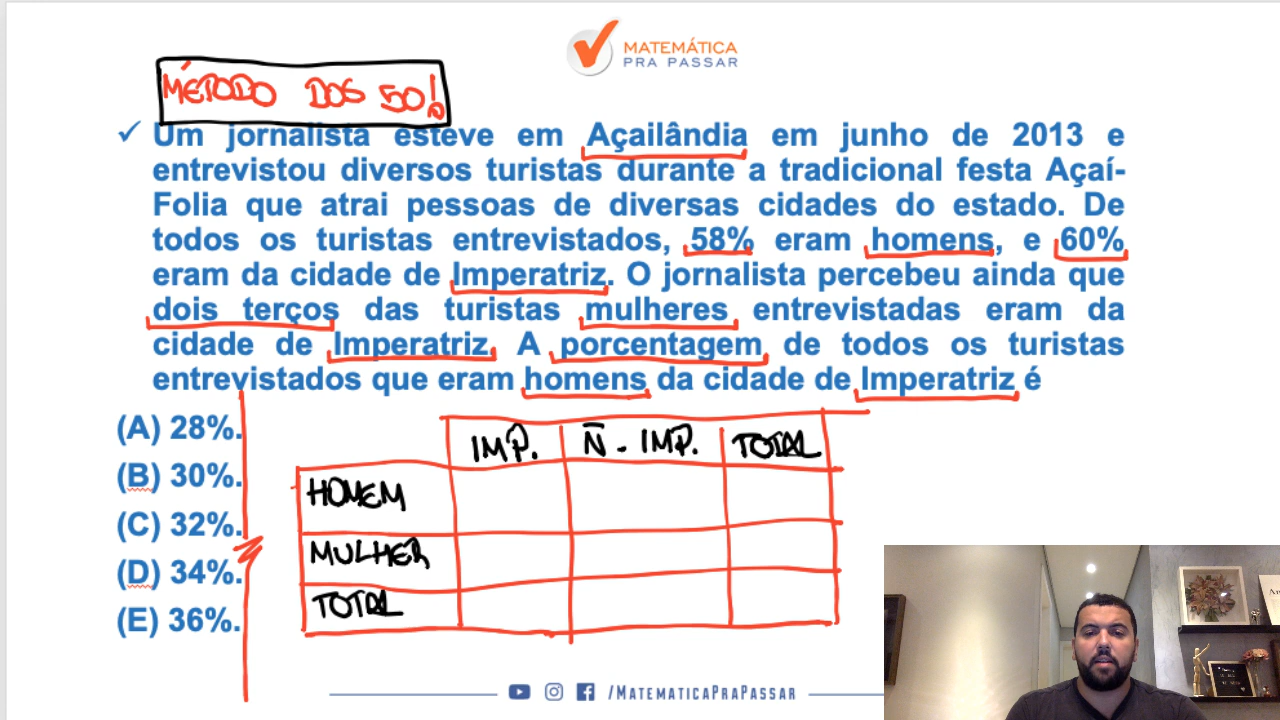 MATEMÁTICA
PRA PASSAR
MÉTODO DOS 50!
✓ Um jornalista esteve em Açailândia em junho de 2013 e
entrevistou diversos turistas durante a tradicional festa Açaí-
Folia que atrai pessoas de diversas cidades do estado. De
todos os turistas entrevistados, 58% eram homens, e 60%
eram da cidade de Imperatriz. O jornalista percebeu ainda que
dois terços das turistas mulheres entrevistadas eram da
cidade de Imperatriz. A porcentagem de todos os turistas
entrevistados que eram homens da cidade de Imperatriz é
(A) 28%.
(B) 30%.
(C) 32%.
(D) 34%.
(E) 36%.
IMP. N̄ - IMP. TOTAL
HOMEM
MULHER
TOTAL
/MATEMATICAPRAPASSAR